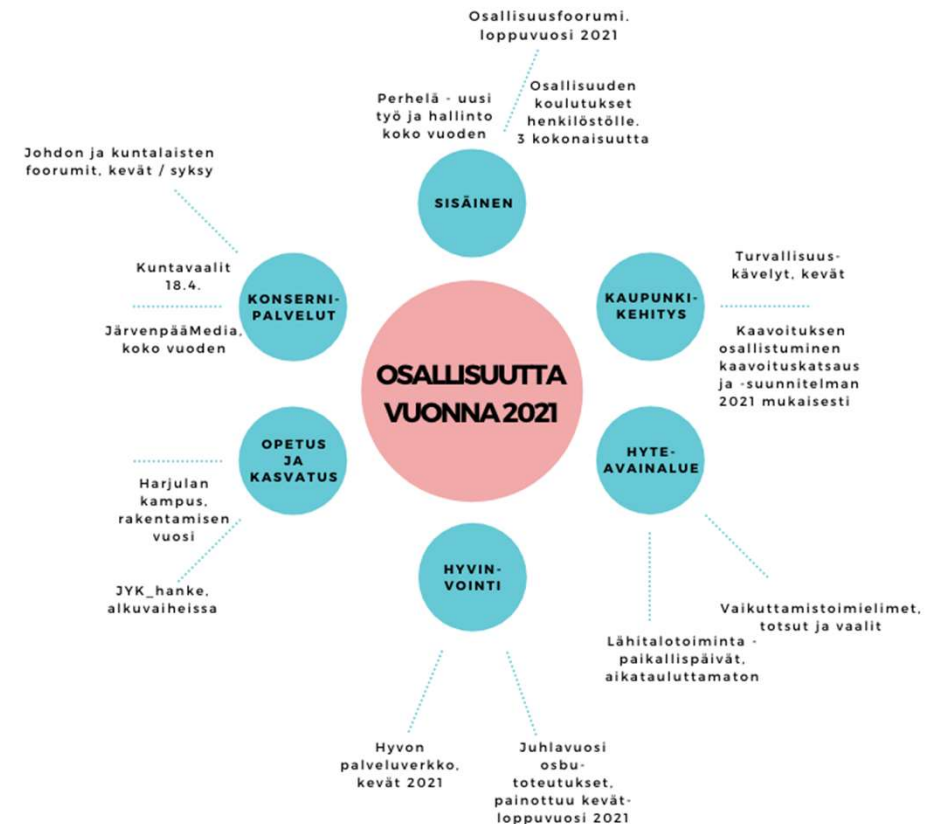 Osallisuusfoorumi.
loppuvuosi 2021
Osallisuuden
koulutukset
henkilöstölle.
3 kokonaisuutta
Perhelä - uusi
työ ja hallinto
koko vuoden
SISÄINEN
Johdon ja kuntalaisten
foorumit, kevät / syksy
Kuntavaalit
18.4.
JärvenpääMedia,
koko vuoden
KONSERNI-
PALVELUT
KAUPUNKI-
KEHITYS
Turvallisuus-
kävelyt, kevät
Kaavoituksen
osallistuminen
kaavoituskatsaus
ja -suunnitelman
2021 mukaisesti
OSALLISUUTTA
VUONNA 2021
OPETUS
JA
KASVATUS
Harjulan
kampus,
rakentamisen
vuosi
JYK_hanke,
alkuvaiheissa
HYTE-
AVAINALUE
Vaikuttamistoimielimet,
totsut ja vaalit
Lähitalotoiminta -
paikallispäivät,
aikatauluttamaton
HYVIN-
VOINTI
Hyvon
palveluverkko,
kevät 2021
Juhlavuosi
osbu-
toteutukset,
painottuu kevät-
loppuvuosi 2021